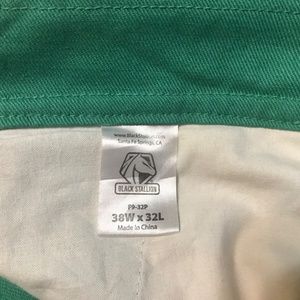 www.BlackStallion.com
Santa Fe Springs, CA
BLACK STALLION
F9-32P
38W x 32L
Made in China